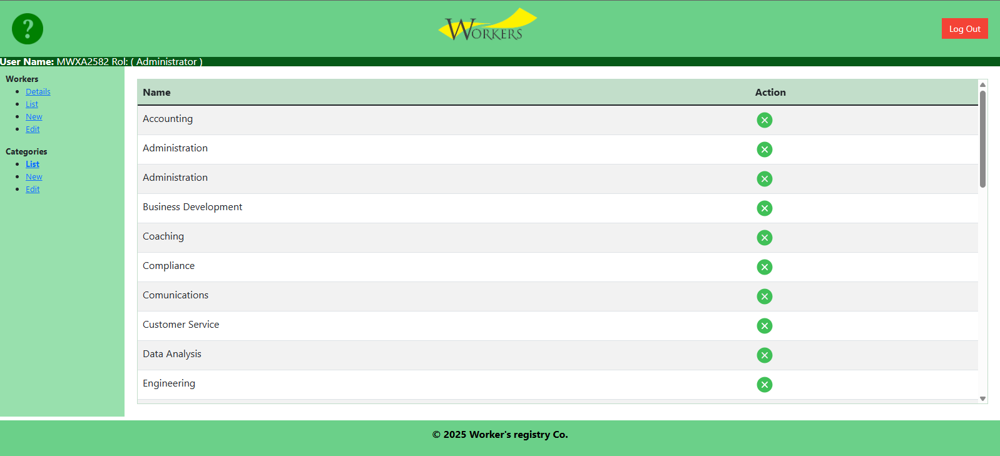 ?
WORKERS
Log Out
User Name: MWXA2582 Rol: ( Administrator )
Workers
Details
List
New
Edit
Categories
List
New
Edit
Name Action
Accounting
Administration
Administration
Business Development
Coaching
Compliance
Comunications
Customer Service
Data Analysis
Engineering
© 2025 Worker's registry Co.